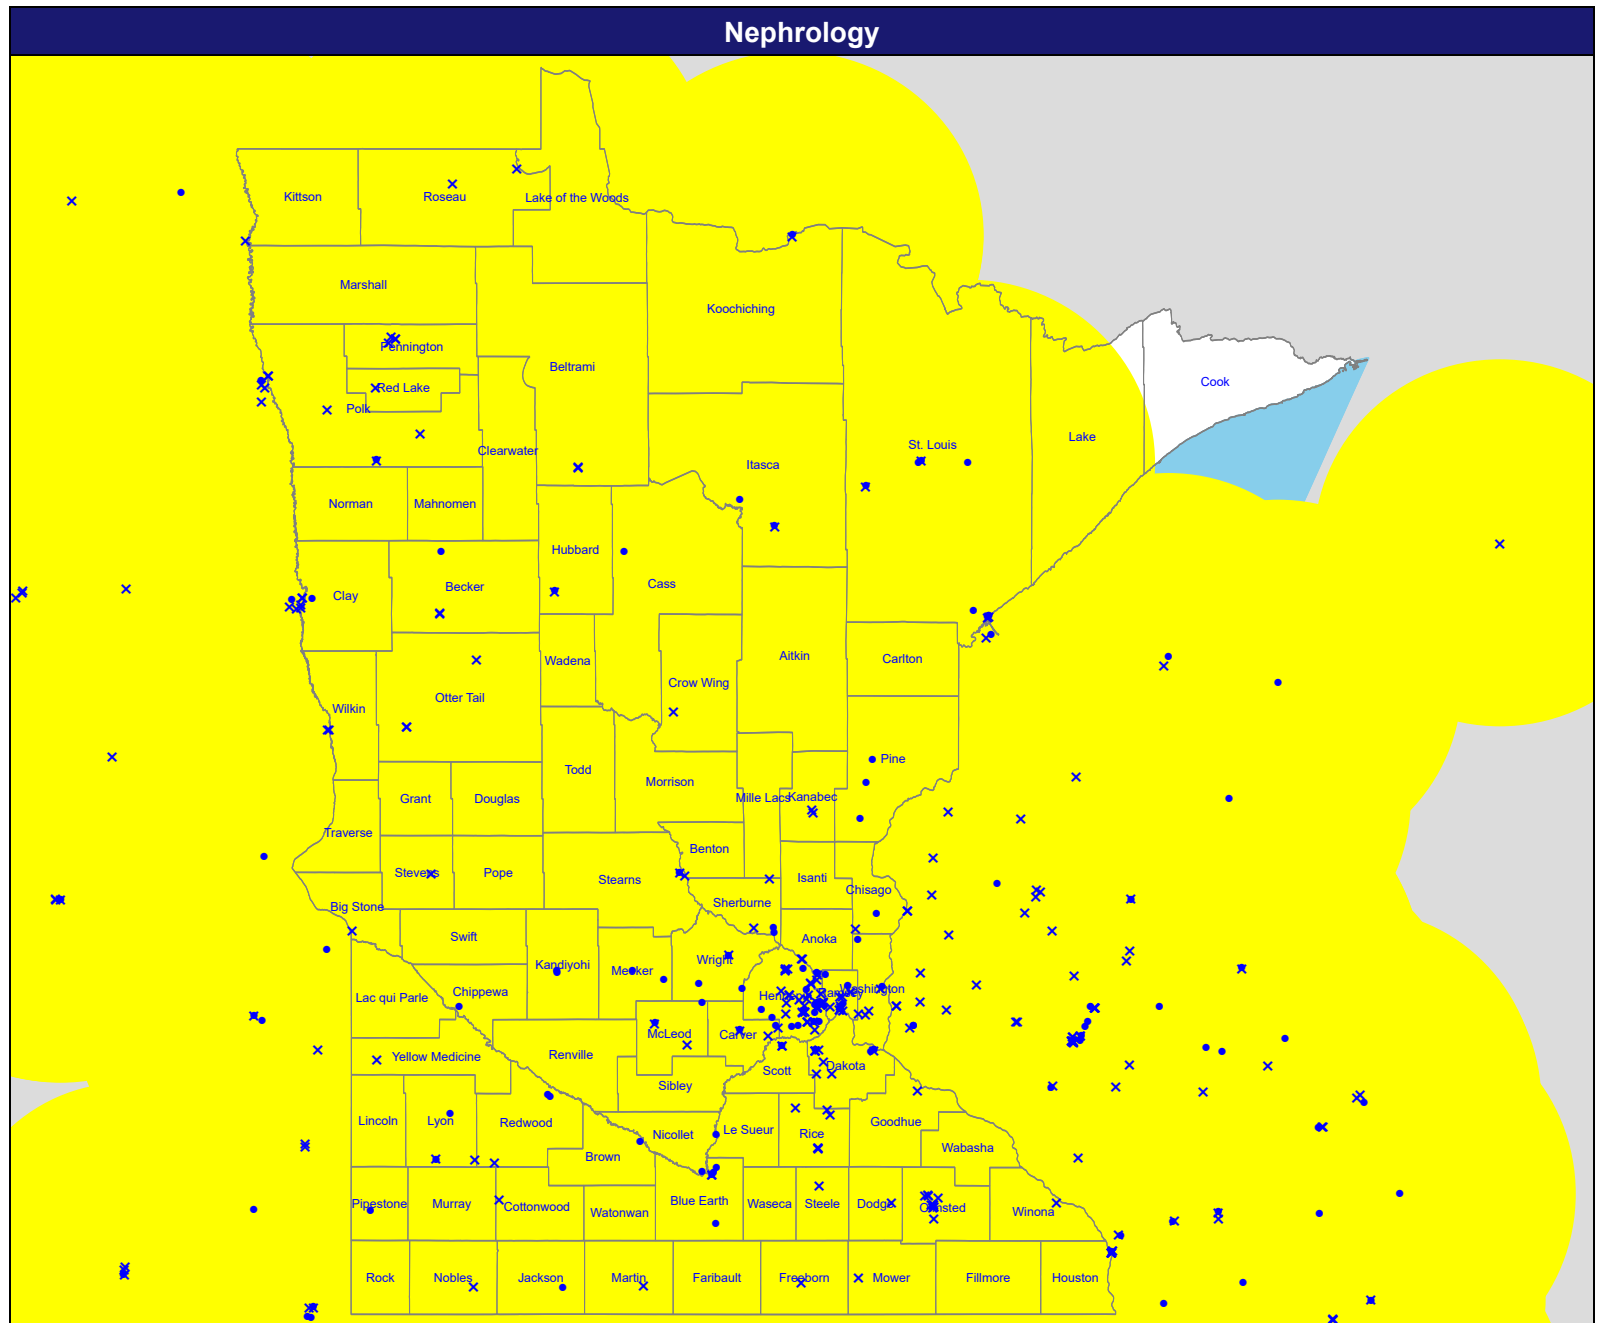 Nephrology
Kittson
Roseau
Lake of the Woods
Marshall
Koochiching
Pennington
Beltrami
Red Lake
Cook
Polk
Clearwater
St. Louis
Lake
Itasca
Norman
Mahnomen
Hubbard
Cass
Clay
Becker
Wadena
Aitkin
Carlton
Crow Wing
Otter Tail
Wilkin
Pine
Todd
Morrison
Grant
Douglas
Mille Lacs
Kanabec
Traverse
Benton
Stevens
Pope
Stearns
Isanti
Chisago
Sherburne
Big Stone
Swift
Anoka
Kandiyohi
Meeker
Wright
Lac qui Parle
Chippewa
Hennepin
Ramsey
Washington
McLeod
Carver
Yellow Medicine
Renville
Scott
Dakota
Sibley
Lincoln
Lyon
Redwood
Nicollet
Le Sueur
Rice
Goodhue
Brown
Wabasha
Pipestone
Murray
Cottonwood
Watonwan
Blue Earth
Waseca
Steele
Dodge
Olmsted
Winona
Rock
Nobles
Jackson
Martin
Faribault
Freeborn
Mower
Fillmore
Houston